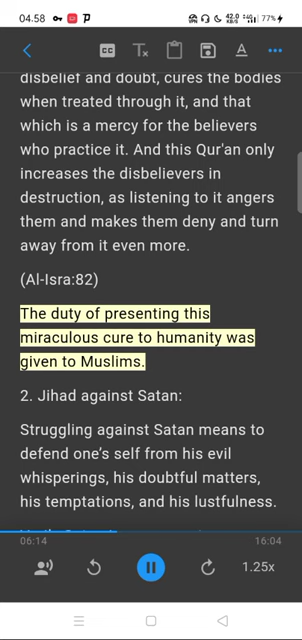 04.58
42.0 KB/S
4G
77%
CC
T×
A
disbelief and doubt, cures the bodies
when treated through it, and that
which is a mercy for the believers
who practice it. And this Qur'an only
increases the disbelievers in
destruction, as listening to it angers
them and makes them deny and turn
away from it even more.
(Al-Isra:82)
The duty of presenting this
miraculous cure to humanity was
given to Muslims.
2. Jihad against Satan:
Struggling against Satan means to
defend one’s self from his evil
whisperings, his doubtful matters,
his temptations, and his lustfulness.
06:14
16:04
1.25x